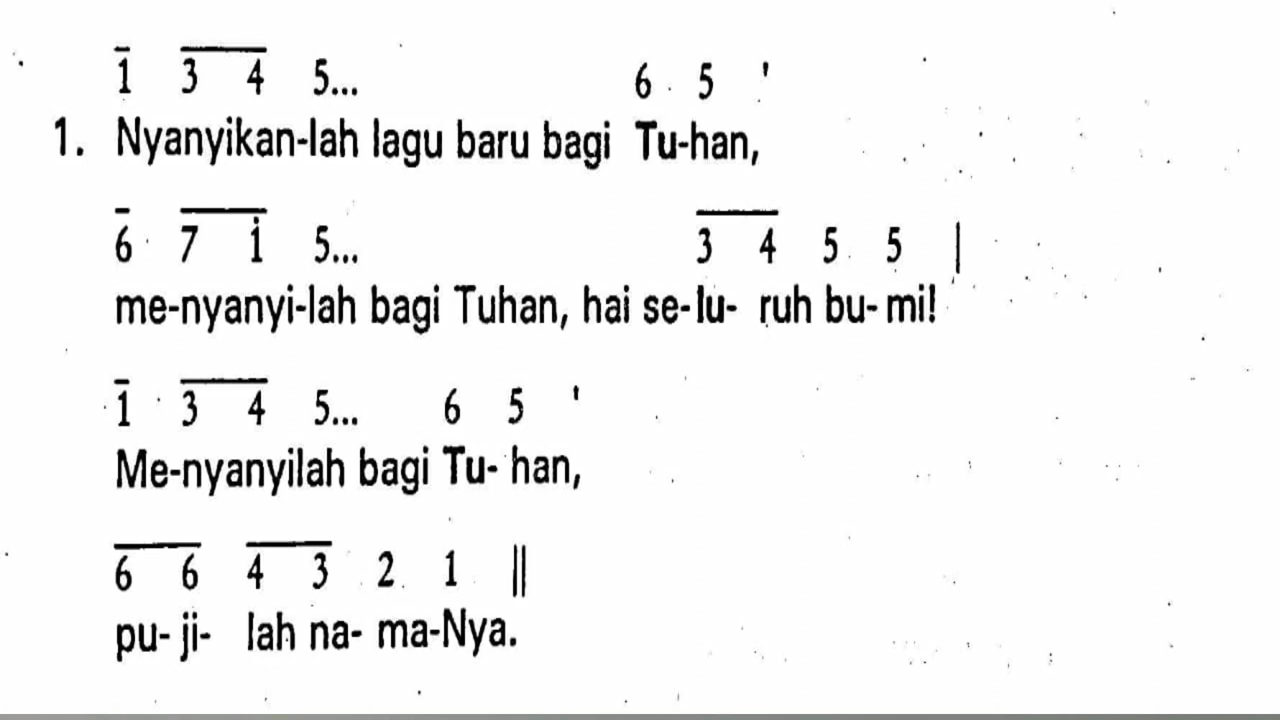 1 3 4 5... 6 5 '
1. Nyanyikan-lah lagu baru bagi Tu-han,
6 7 i 5... 3 4 5 5 |
me-nyanyi-lah bagi Tuhan, hai se-lu- ruh bu- mi!
1 3 4 5... 6 5 '
Me-nyanyilah bagi Tu- han,
6 6 4 3 2 1 ||
pu- ji- lah na- ma-Nya.